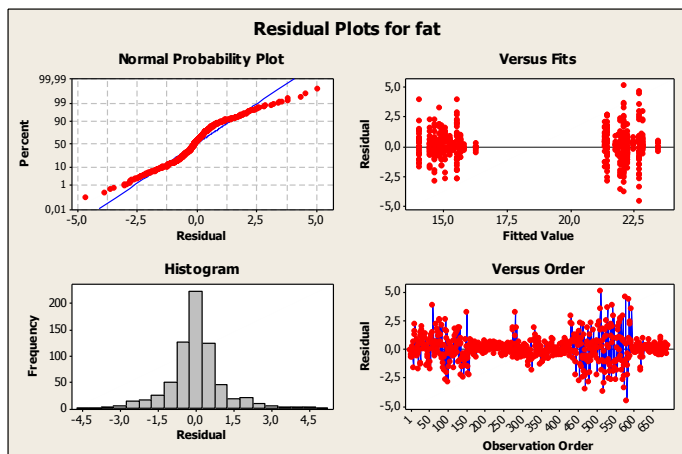 Residual Plots for fat
Normal Probability Plot
99,99
99
90
50
10
1
0,01
Percent
-5,0 -2,5 0,0 2,5 5,0
Residual
Versus Fits
5,0
2,5
0,0
-2,5
-5,0
Residual
15,0 17,5 20,0 22,5
Fitted Value
Histogram
200
150
100
50
0
Frequency
-4,5 -3,0 -1,5 0,0 1,5 3,0 4,5
Residual
Versus Order
5,0
2,5
0,0
-2,5
-5,0
Residual
1 50 100 150 200 250 300 350 400 450 500 550 600 650
Observation Order